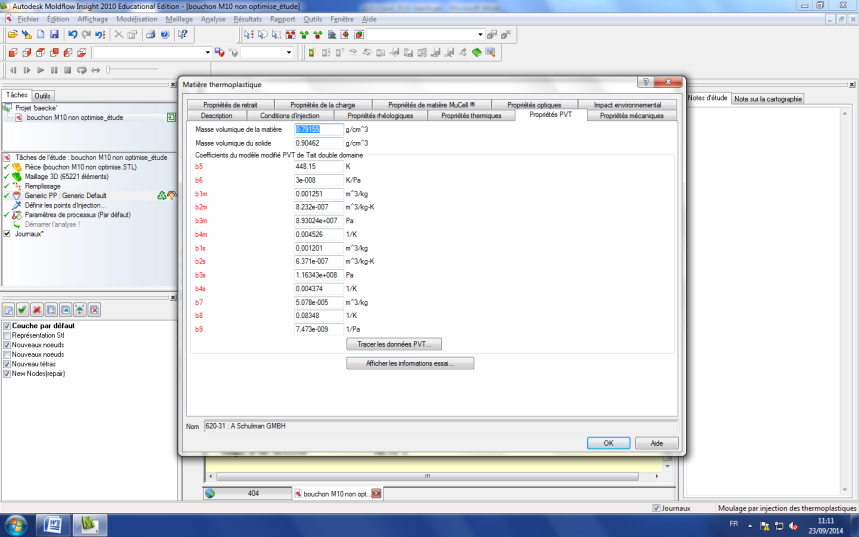 Autodesk Moldflow Insight 2010 Educational Edition - [bouchon M10 non optimise_étude]
Fichier Édition Affichage Modélisation Maillage Analyse Résultats Rapport Outils Fenêtre Aide
Tâches Outils
Projet 'baecke'
bouchon M10 non optimise_étude
Tâches de l'étude : bouchon M10 non optimise_étude
Pièce (bouchon M10 non optimise.STL)
Maillage 3D (65221 éléments)
Remplissage
Generic PP : Generic Default
Définir les points d'injection...
Paramètres de processus (Par défaut)
Démarrer l'analyse !
Journaux*
Couche par défaut
Représentation Stl
Nouveaux noeuds
Nouveaux noeuds
Nouveau tétras
New Nodes(repair)
Matière thermoplastique
Propriétés de retrait
Propriétés de la charge
Propriétés de matière MuCell ®
Propriétés optiques
Impact environnemental
Description
Conditions d'injection
Propriétés rhéologiques
Propriétés thermiques
Propriétés PVT
Propriétés mécaniques
Masse volumique de la matière 0.79155 g/cm^3
Masse volumique du solide 0.90462 g/cm^3
Coefficients du modèle modifié PVT de Tait double domaine
b5 448.15 K
b6 3e-008 K/Pa
b1m 0.001251 m^3/kg
b2m 8.232e-007 m^3/kg-K
b3m 8.93024e+007 Pa
b4m 0.004526 1/K
b1s 0.001201 m^3/kg
b2s 6.371e-007 m^3/kg-K
b3s 1.16343e+008 Pa
b4s 0.004374 1/K
b7 5.078e-005 m^3/kg
b8 0.08348 1/K
b9 7.473e-009 1/Pa
Tracer les données PVT...
Afficher les informations essai...
Nom 620-31 : A Schulman GMBH
OK Aide
Notes d'étude Note sur la cartographie
404 bouchon M10 non opt...
Journaux Moulage par injection des thermoplastiques
FR 11:11
23/09/2014